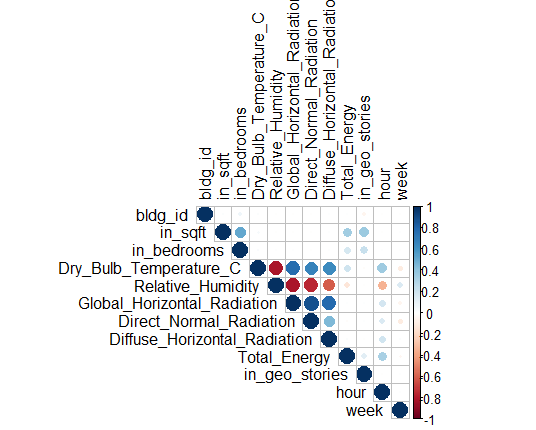 bldg_id
in_sqft
in_bedrooms
Dry_Bulb_Temperature_C
Relative_Humidity
Global_Horizontal_Radiation
Direct_Normal_Radiation
Diffuse_Horizontal_Radiation
Total_Energy
in_geo_stories
hour
week
bldg_id
in_sqft
in_bedrooms
Dry_Bulb_Temperature_C
Relative_Humidity
Global_Horizontal_Radiation
Direct_Normal_Radiation
Diffuse_Horizontal_Radiation
Total_Energy
in_geo_stories
hour
week
1
0.8
0.6
0.4
0.2
0
-0.2
-0.4
-0.6
-0.8
-1